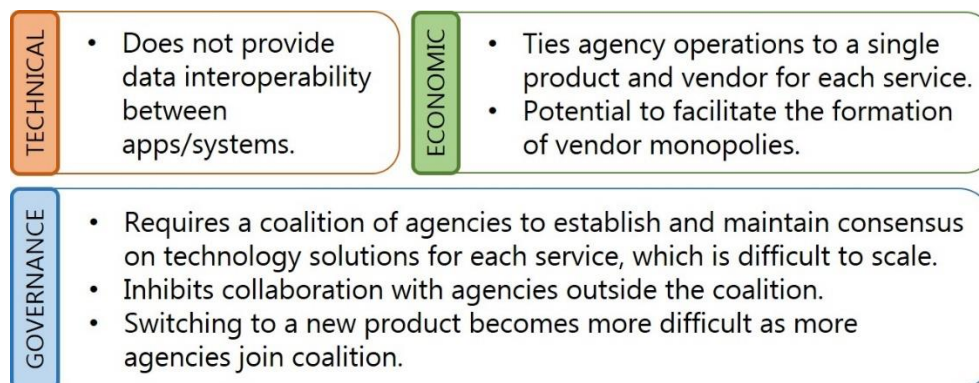 TECHNICAL
• Does not provide
data interoperability
between
apps/systems.
ECONOMIC
• Ties agency operations to a single
product and vendor for each service.
• Potential to facilitate the formation
of vendor monopolies.
GOVERNANCE
• Requires a coalition of agencies to establish and maintain consensus
on technology solutions for each service, which is difficult to scale.
• Inhibits collaboration with agencies outside the coalition.
• Switching to a new product becomes more difficult as more
agencies join coalition.